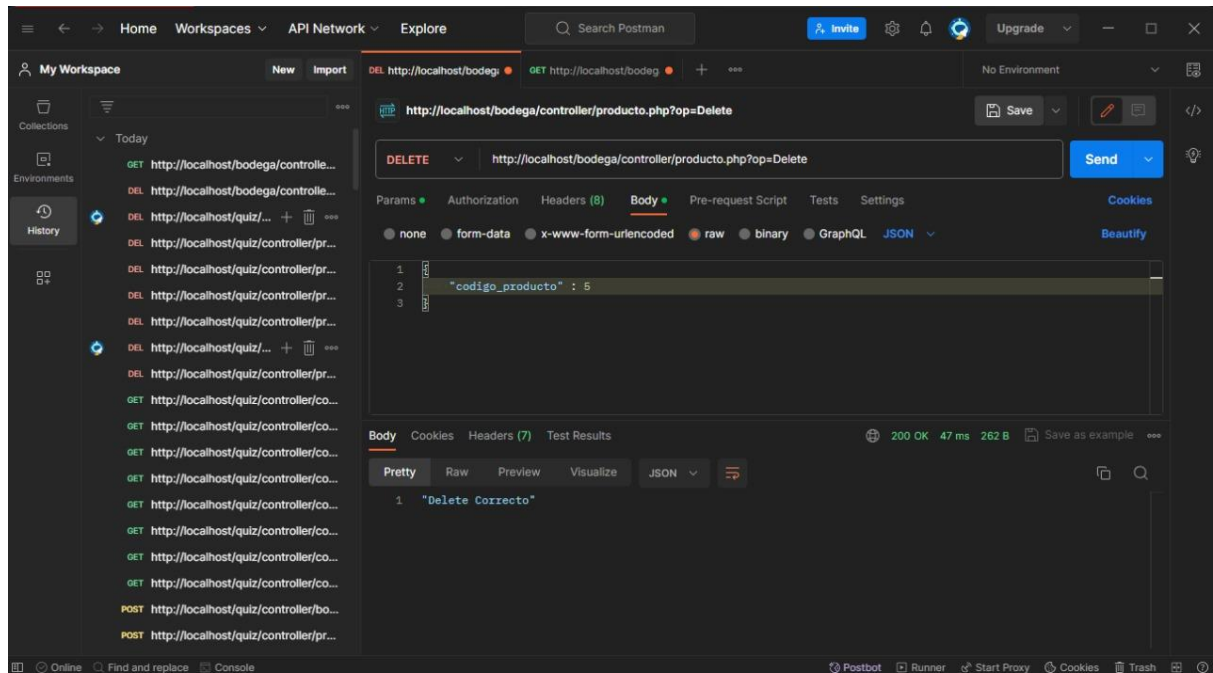 Home Workspaces API Network Explore Search Postman Invite Upgrade
My Workspace New Import DEL http://localhost/bodega GET http://localhost/bodeg No Environment
Collections
Environments
History
Today
GET http://localhost/bodega/controlle...
DEL http://localhost/bodega/controlle...
DEL http://localhost/quiz/...
DEL http://localhost/quiz/controller/pr...
DEL http://localhost/quiz/controller/pr...
DEL http://localhost/quiz/controller/pr...
DEL http://localhost/quiz/controller/pr...
DEL http://localhost/quiz/...
DEL http://localhost/quiz/controller/pr...
GET http://localhost/quiz/controller/co...
GET http://localhost/quiz/controller/co...
GET http://localhost/quiz/controller/co...
GET http://localhost/quiz/controller/co...
GET http://localhost/quiz/controller/co...
GET http://localhost/quiz/controller/co...
GET http://localhost/quiz/controller/co...
GET http://localhost/quiz/controller/co...
POST http://localhost/quiz/controller/bo...
POST http://localhost/quiz/controller/pr...
HTTP http://localhost/bodega/controller/producto.php?op=Delete Save
DELETE http://localhost/bodega/controller/producto.php?op=Delete Send
Params Authorization Headers (8) Body Pre-request Script Tests Settings Cookies
none form-data x-www-form-urlencoded raw binary GraphQL JSON Beautify
1 {
2 "codigo_producto" : 5
3 }
Body Cookies Headers (7) Test Results 200 OK 47 ms 262 B Save as example
Pretty Raw Preview Visualize JSON
1 "Delete Correcto"
Online Find and replace Console Postbot Runner Start Proxy Cookies Trash